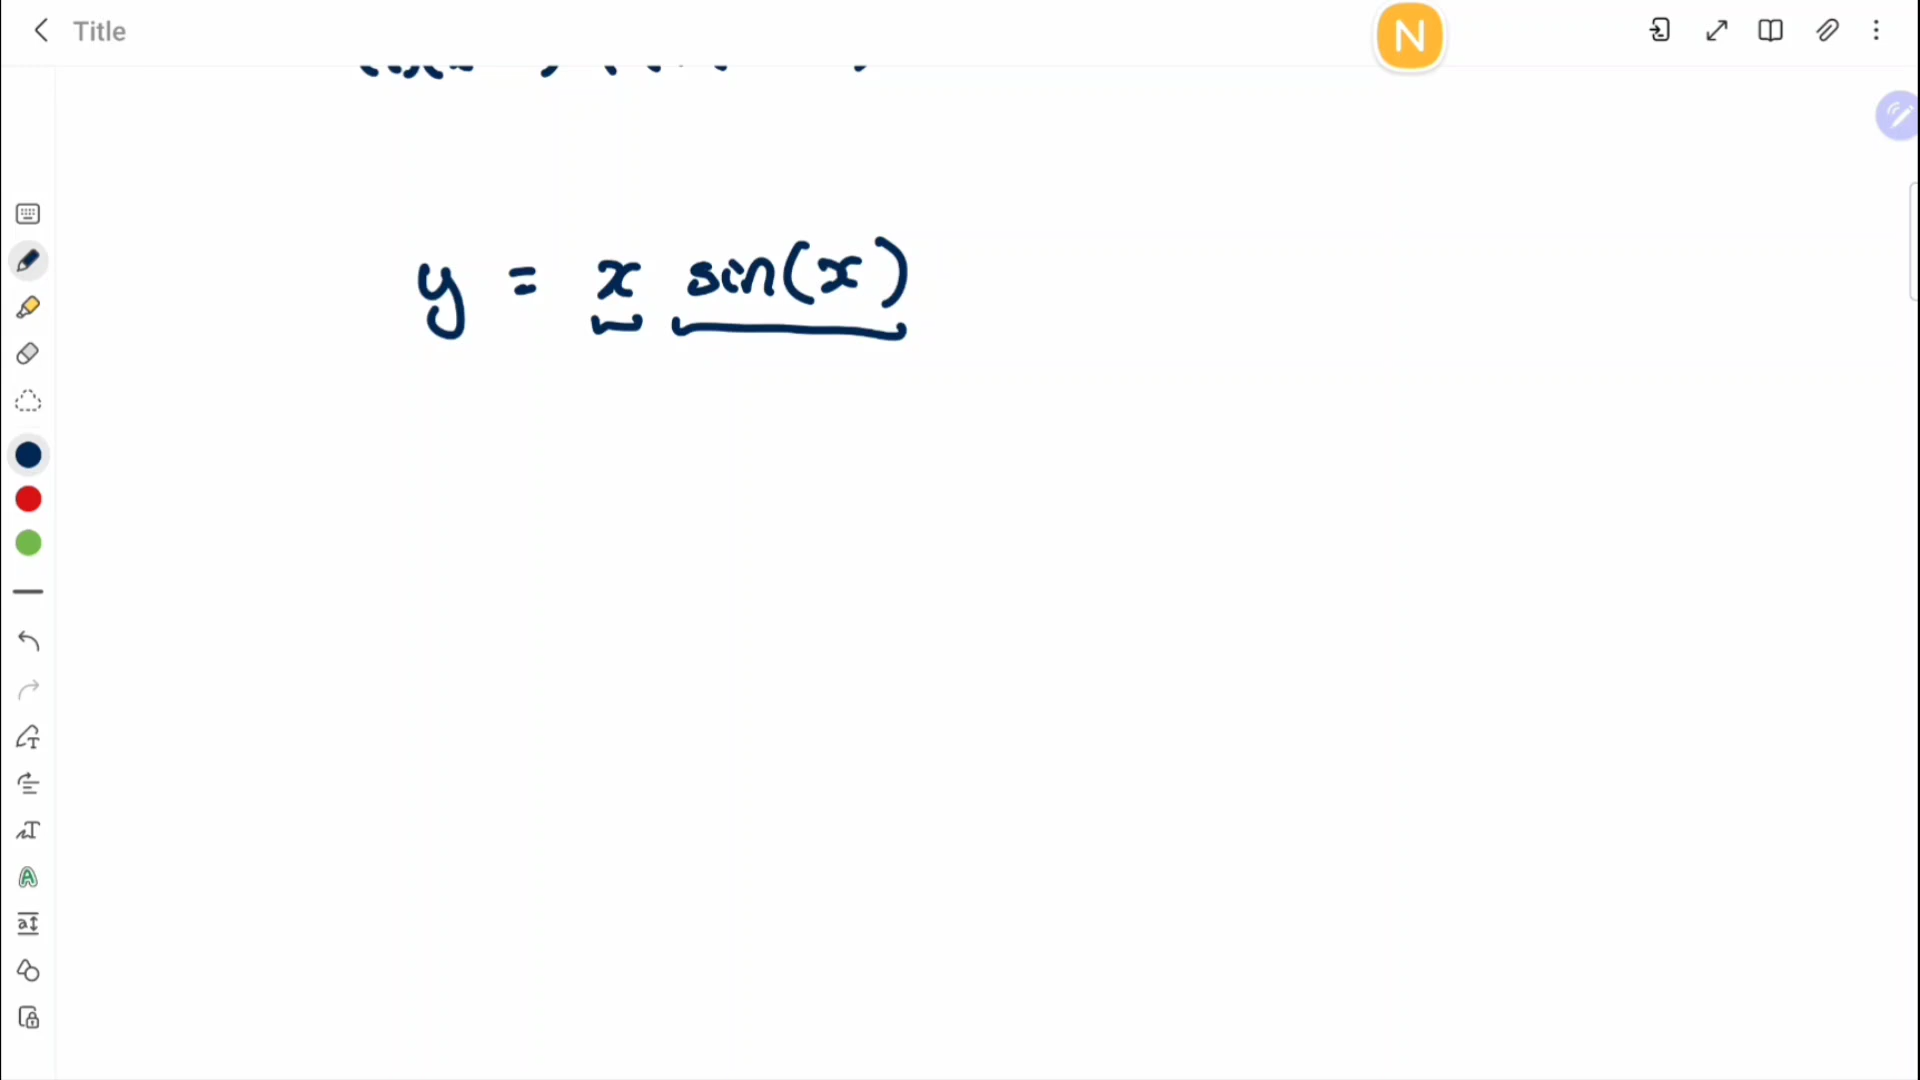 Title
N
y = x sin(x)